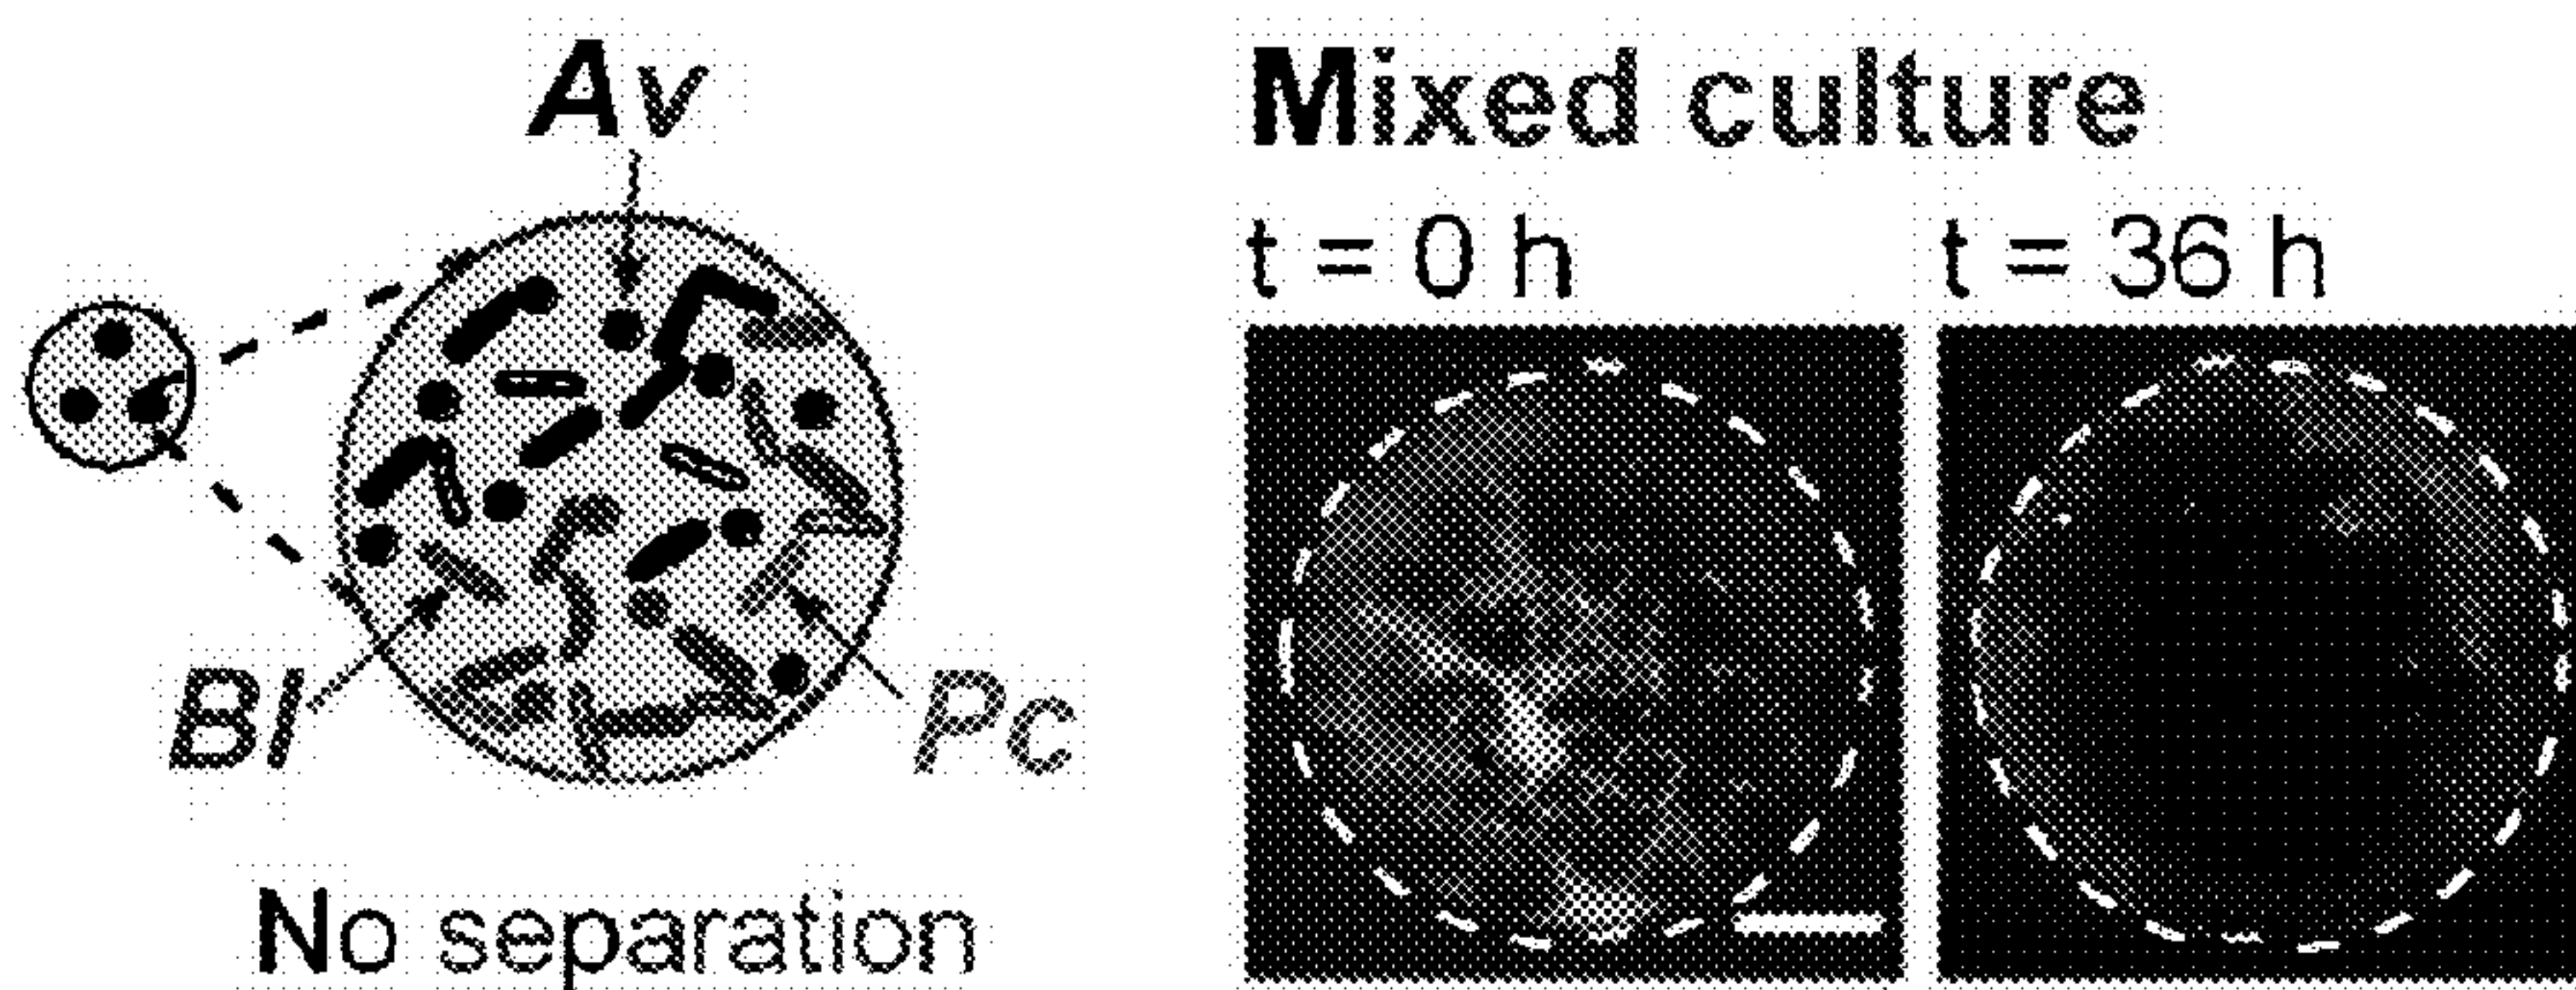 Av
Bl
Pc
No separation
Mixed culture
t = 0 h
t = 36 h